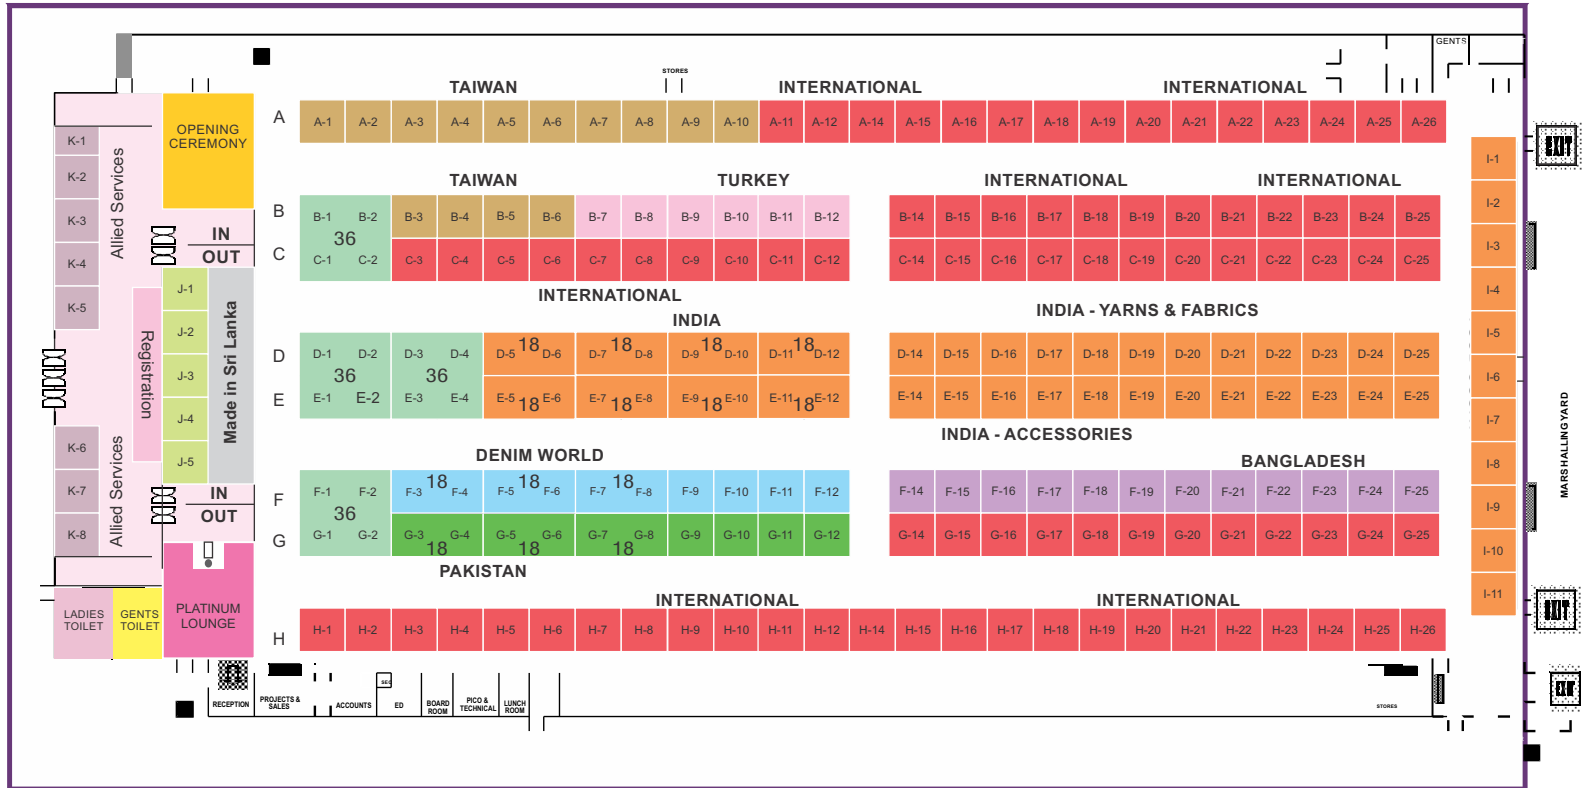 GENTS
STORES
TAIWAN INTERNATIONAL INTERNATIONAL
A A-1 A-2 A-3 A-4 A-5 A-6 A-7 A-8 A-9 A-10 A-11 A-12 A-14 A-15 A-16 A-17 A-18 A-19 A-20 A-21 A-22 A-23 A-24 A-25 A-26
OPENING
CEREMONY
K-1
K-2
K-3
K-4
K-5
Allied Services
EXIT
TAIWAN TURKEY INTERNATIONAL INTERNATIONAL
B B-1 B-2 B-3 B-4 B-5 B-6 B-7 B-8 B-9 B-10 B-11 B-12 B-14 B-15 B-16 B-17 B-18 B-19 B-20 B-21 B-22 B-23 B-24 B-25
36
C C-1 C-2 C-3 C-4 C-5 C-6 C-7 C-8 C-9 C-10 C-11 C-12 C-14 C-15 C-16 C-17 C-18 C-19 C-20 C-21 C-22 C-23 C-24 C-25
IN
OUT
INTERNATIONAL
J-1
J-2
J-3
J-4
J-5
Registration
Made in Sri Lanka
INDIA INDIA - YARNS & FABRICS
D D-1 D-2 D-3 D-4 D-5 18 D-6 D-7 18 D-8 D-9 18 D-10 D-11 18 D-12 D-14 D-15 D-16 D-17 D-18 D-19 D-20 D-21 D-22 D-23 D-24 D-25
36 36
E E-1 E-2 E-3 E-4 E-5 18 E-6 E-7 18 E-8 E-9 18 E-10 E-11 18 E-12 E-14 E-15 E-16 E-17 E-18 E-19 E-20 E-21 E-22 E-23 E-24 E-25
INDIA - ACCESSORIES
I-1
I-2
I-3
I-4
I-5
I-6
I-7
I-8
I-9
I-10
I-11
MARSHALLING YARD
K-6
K-7
K-8
Allied Services
DENIM WORLD BANGLADESH
F F-1 F-2 F-3 18 F-4 F-5 18 F-6 F-7 18 F-8 F-9 F-10 F-11 F-12 F-14 F-15 F-16 F-17 F-18 F-19 F-20 F-21 F-22 F-23 F-24 F-25
36
G G-1 G-2 G-3 18 G-4 G-5 18 G-6 G-7 18 G-8 G-9 G-10 G-11 G-12 G-14 G-15 G-16 G-17 G-18 G-19 G-20 G-21 G-22 G-23 G-24 G-25
IN
OUT
PAKISTAN
INTERNATIONAL INTERNATIONAL
LADIES
TOILET
GENTS
TOILET
PLATINUM
LOUNGE
H H-1 H-2 H-3 H-4 H-5 H-6 H-7 H-8 H-9 H-10 H-11 H-12 H-14 H-15 H-16 H-17 H-18 H-19 H-20 H-21 H-22 H-23 H-24 H-25 H-26
EXIT
EXIT
RECEPTION
PROJECTS &
SALES
ACCOUNTS
SEC
ED
BOARD
ROOM
PICO &
TECHNICAL
LUNCH
ROOM
STORES